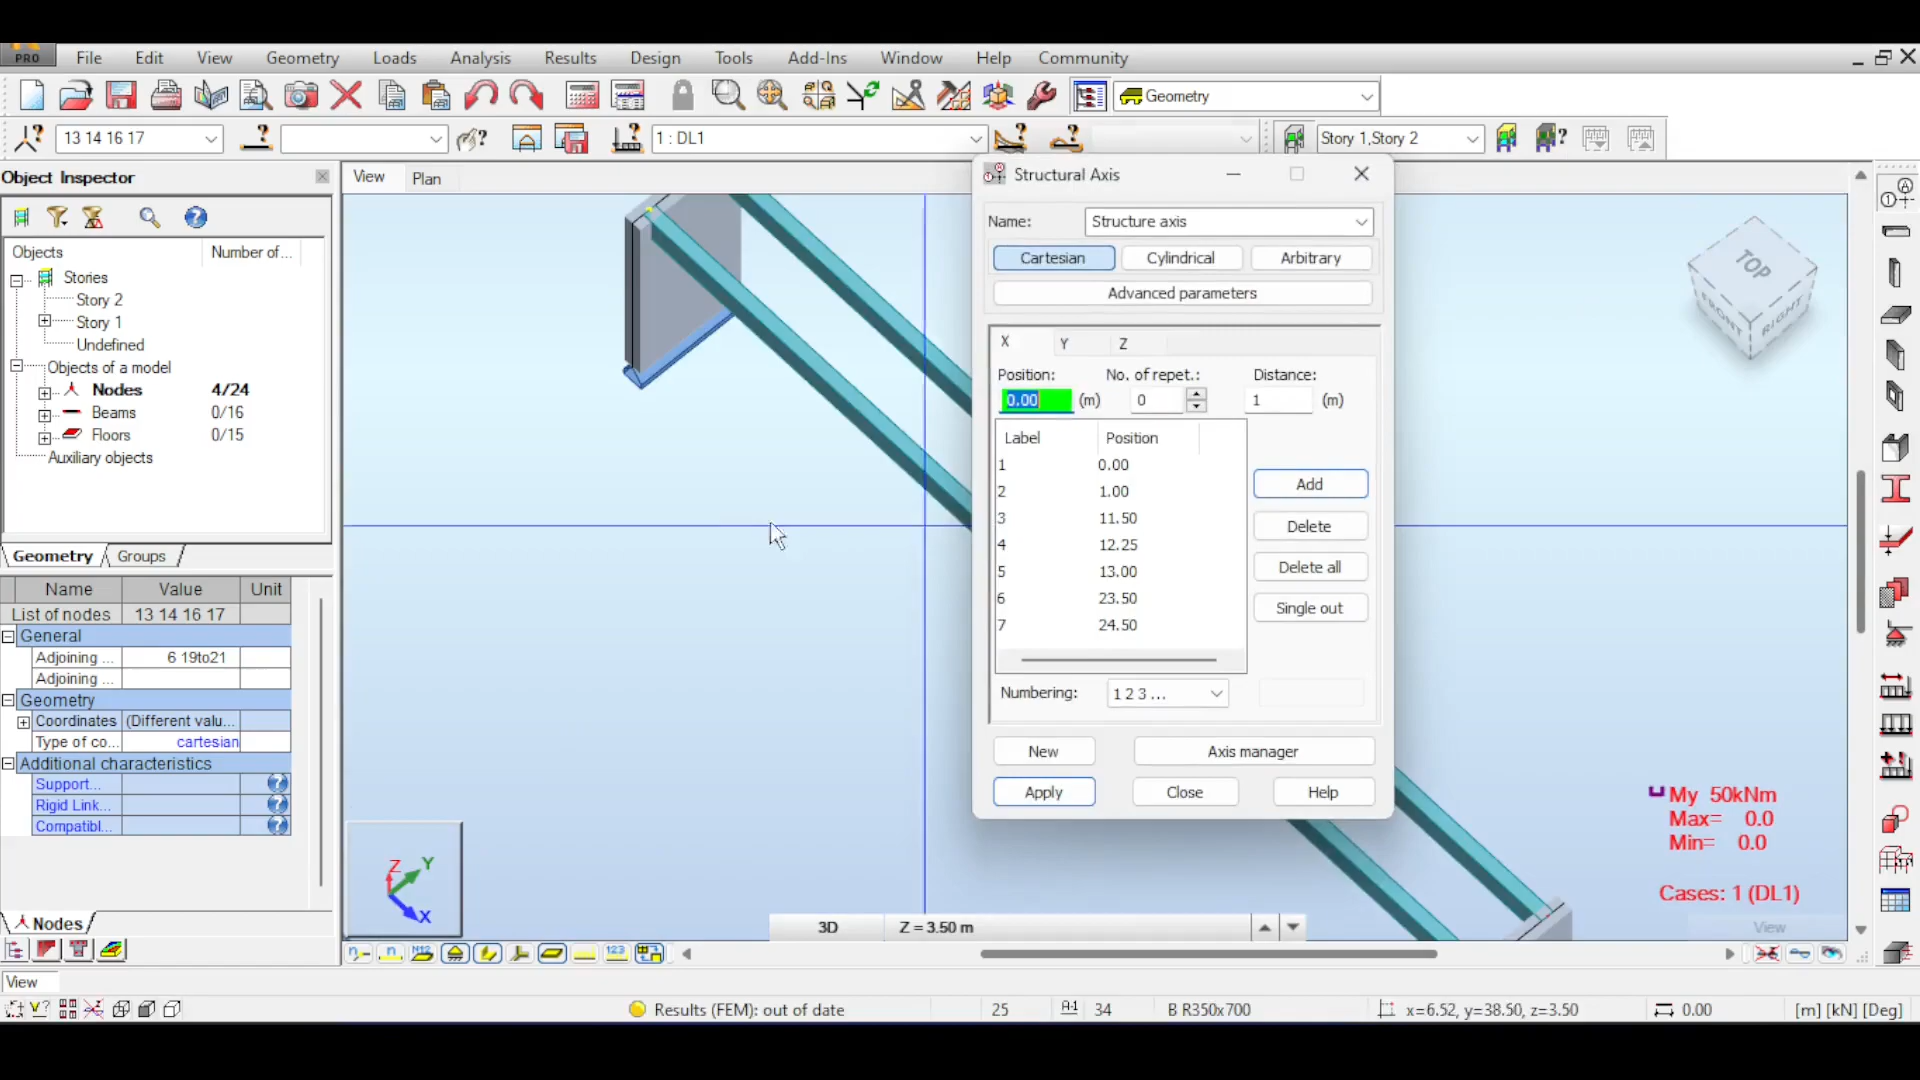 PRO File Edit View Geometry Loads Analysis Results Design Tools Add-Ins Window Help Community
Geometry
13 14 16 17
1 : DL1
Story 1,Story 2
Object Inspector
View Plan
Objects Number of...
Stories
Story 2
Story 1
Undefined
Objects of a model
Nodes 4/24
Beams 0/16
Floors 0/15
Auxiliary objects
Geometry Groups
Name Value Unit
List of nodes 13 14 16 17
General
Adjoining ... 6 19to21
Adjoining ...
Geometry
Coordinates (Different valu...
Type of co... cartesian
Additional characteristics
Support...
Rigid Link...
Compatibl...
Nodes
View
Structural Axis
Name: Structure axis
Cartesian Cylindrical Arbitrary
Advanced parameters
X Y Z
Position: No. of repet.: Distance:
0.00 (m) 0 1 (m)
Label Position
1 0.00
2 1.00
3 11.50
4 12.25
5 13.00
6 23.50
7 24.50
Add
Delete
Delete all
Single out
Numbering: 1 2 3 ...
New Axis manager
Apply Close Help
TOP
FRONT RIGHT
My 50kNm
Max= 0.0
Min= 0.0
Cases: 1 (DL1)
View
Z Y X
3D Z = 3.50 m
Results (FEM): out of date 25 34 B R350x700 x=6.52, y=38.50, z=3.50 0.00 [m] [kN] [Deg]